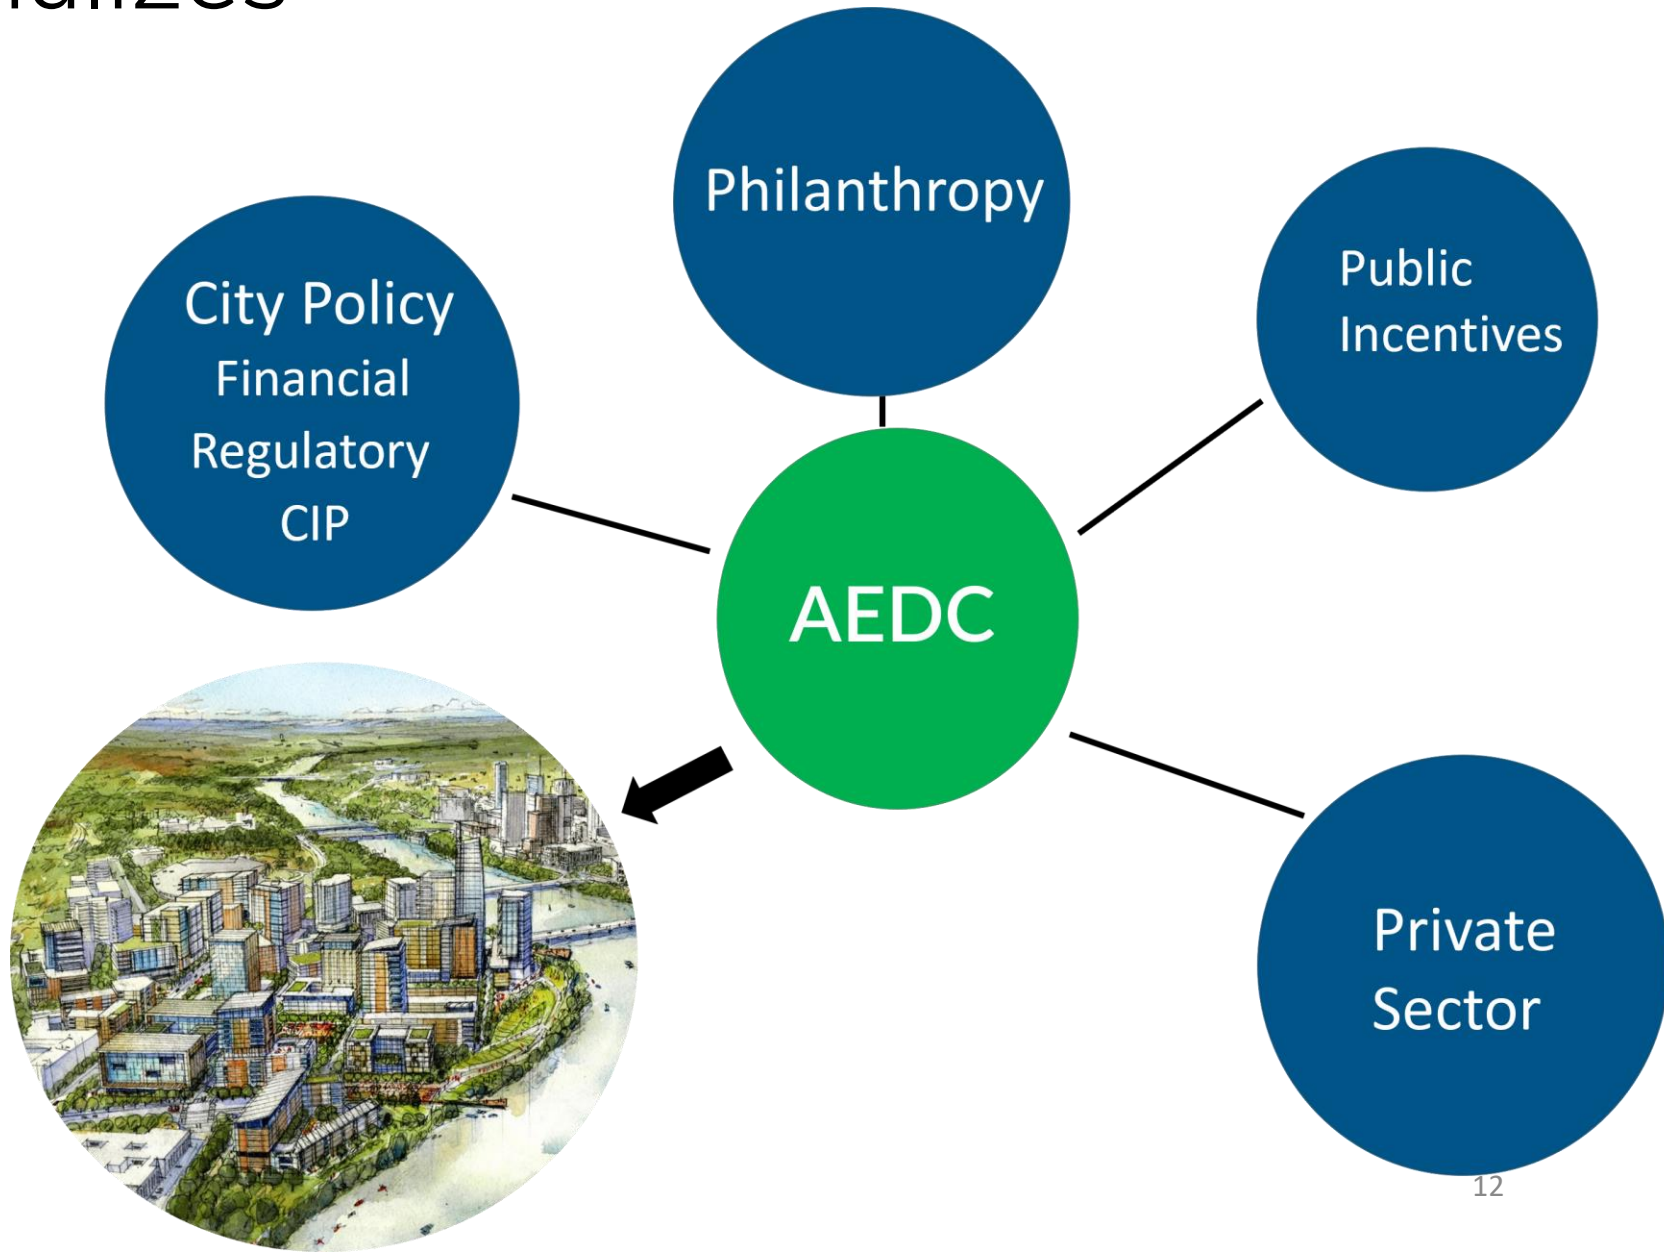 Philanthropy
City Policy
Financial
Regulatory
CIP
Public
Incentives
AEDC
Private
Sector
12